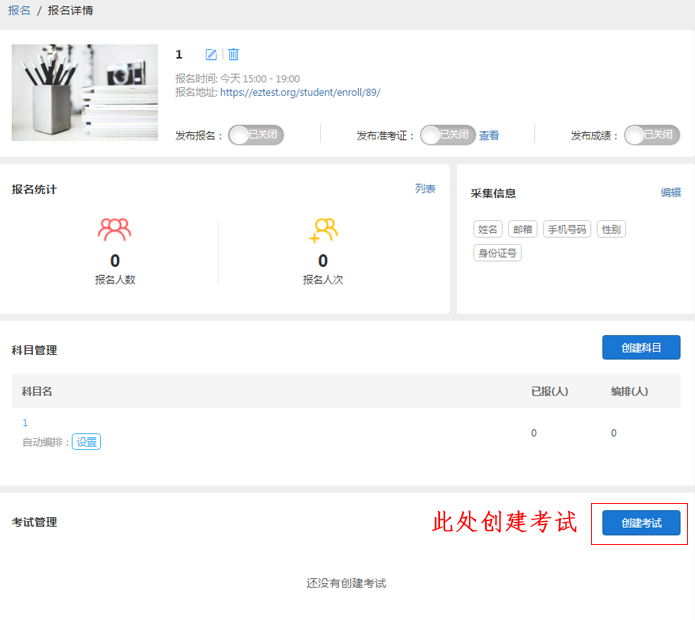 报名 / 报名详情
1
报名时间: 今天 15:00 - 19:00
报名地址: https://eztest.org/student/enroll/89/
发布报名： 已关闭 发布准考证： 已关闭 查看 发布成绩： 已关闭
报名统计 列表
0 0
报名人数 报名人次
采集信息 编辑
姓名 邮箱 手机号码 性别
身份证号
科目管理 创建科目
科目名 已报(人) 编排(人)
1
自动编排：设置 0 0
考试管理 此处创建考试 创建考试
还没有创建考试